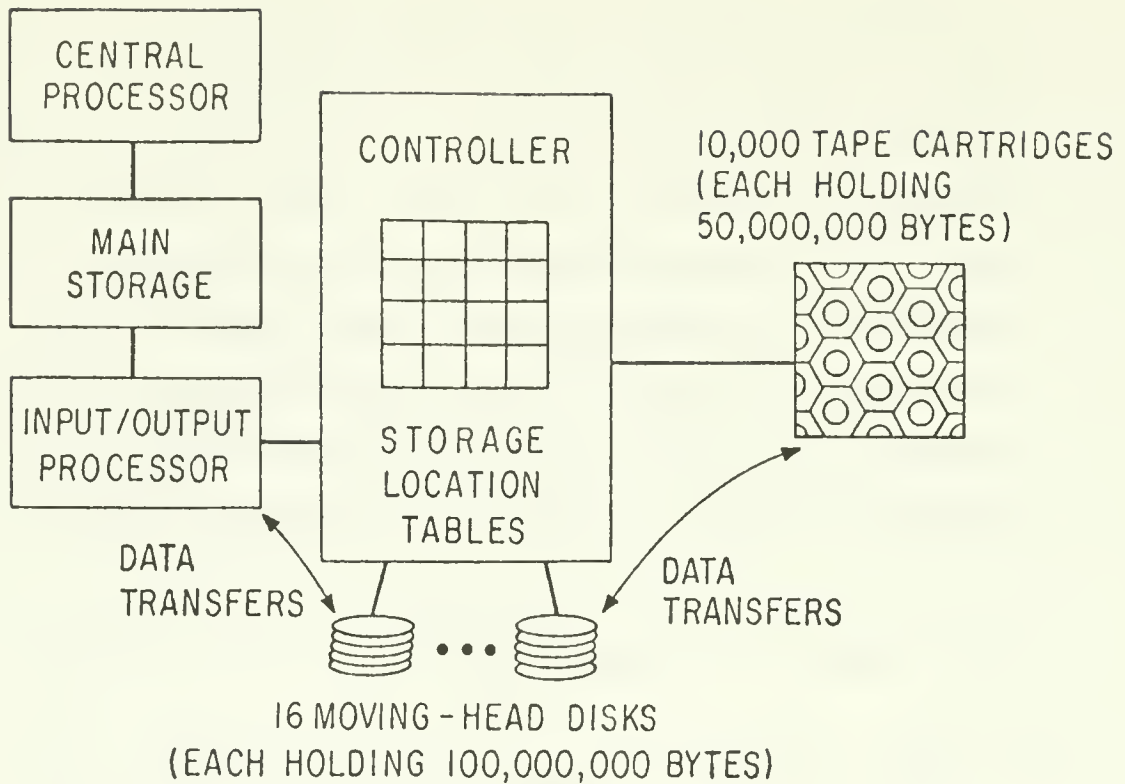 CENTRAL
PROCESSOR
MAIN
STORAGE
INPUT/OUTPUT
PROCESSOR
CONTROLLER
STORAGE
LOCATION
TABLES
10,000 TAPE CARTRIDGES
(EACH HOLDING
50,000,000 BYTES)
DATA
TRANSFERS
DATA
TRANSFERS
16 MOVING-HEAD DISKS
(EACH HOLDING 100,000,000 BYTES)